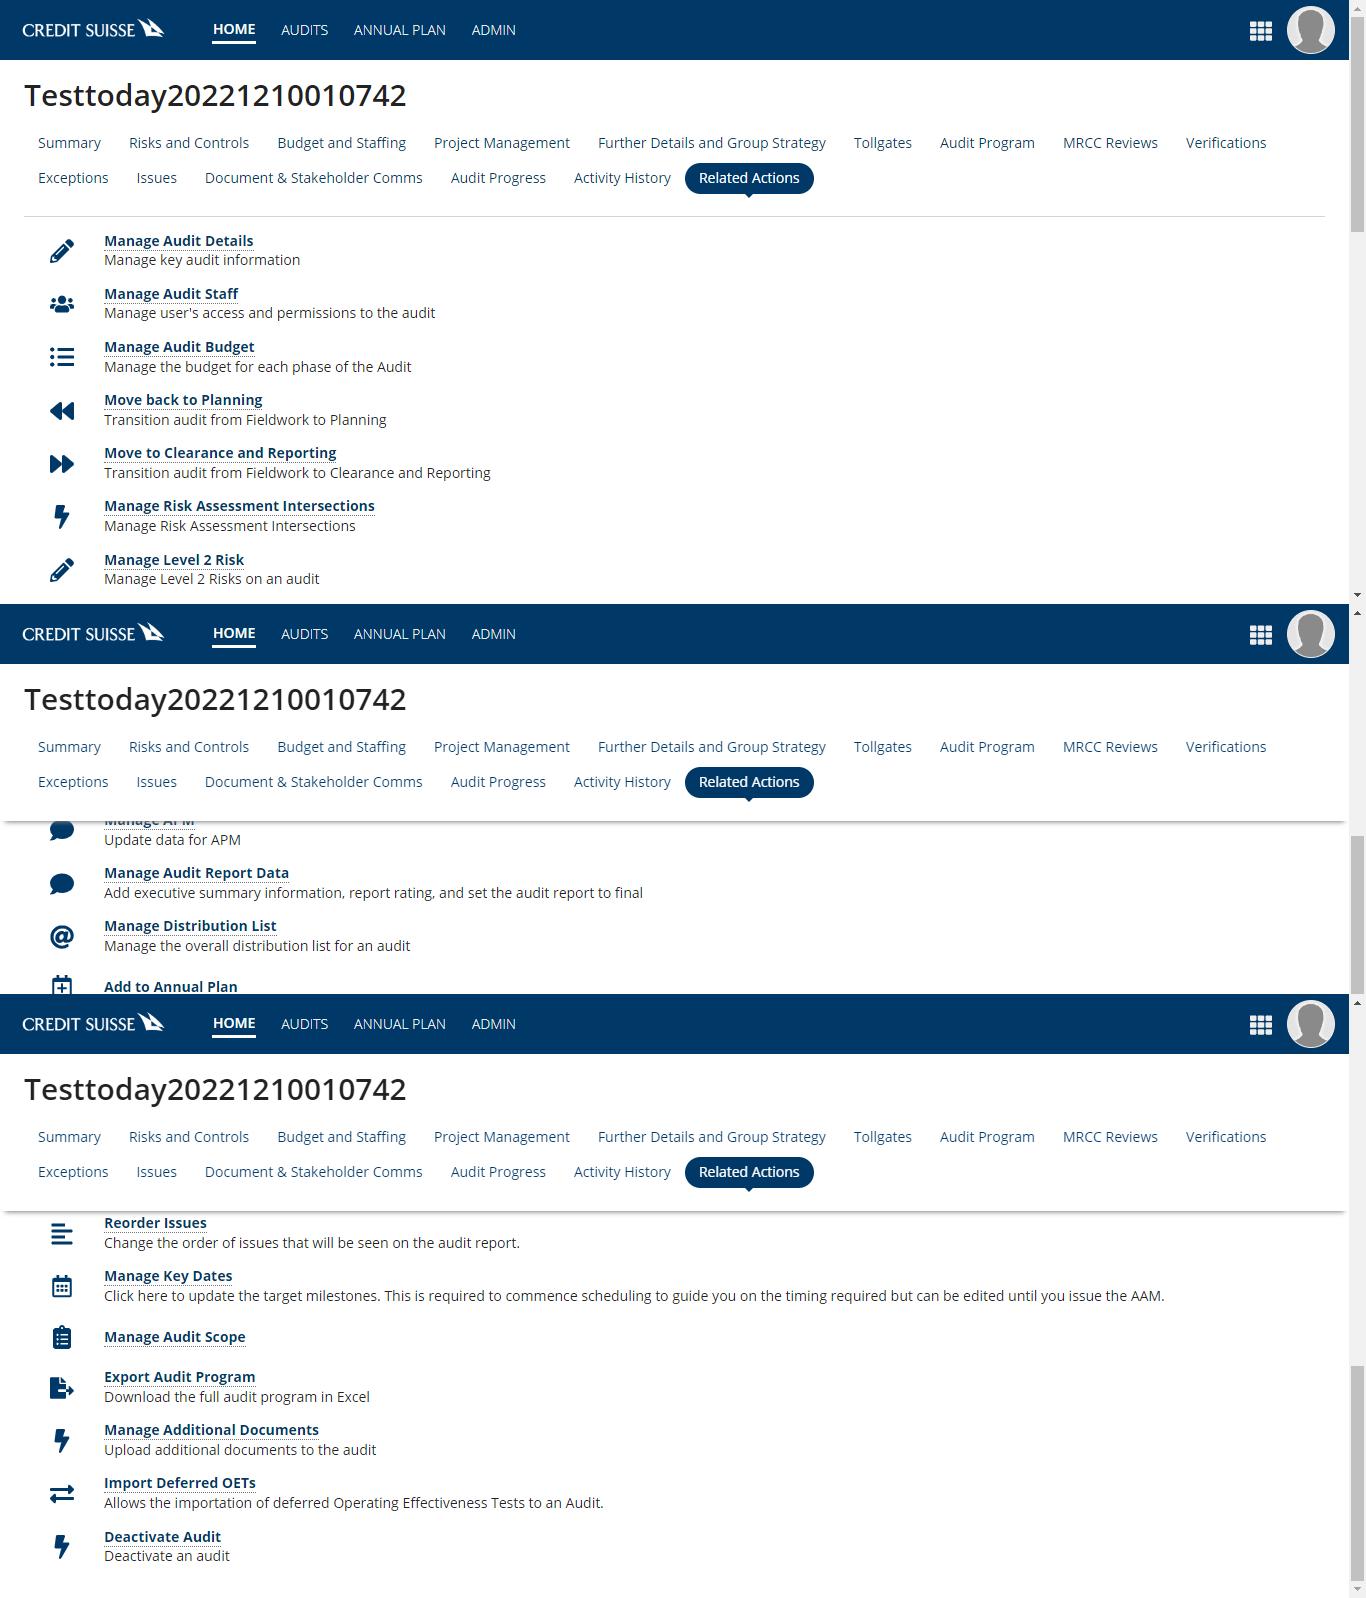 CREDIT SUISSE HOME AUDITS ANNUAL PLAN ADMIN
Testtoday20221210010742
Summary Risks and Controls Budget and Staffing Project Management Further Details and Group Strategy Tollgates Audit Program MRCC Reviews Verifications
Exceptions Issues Document & Stakeholder Comms Audit Progress Activity History Related Actions
Manage Audit Details
Manage key audit information
Manage Audit Staff
Manage user's access and permissions to the audit
Manage Audit Budget
Manage the budget for each phase of the Audit
Move back to Planning
Transition audit from Fieldwork to Planning
Move to Clearance and Reporting
Transition audit from Fieldwork to Clearance and Reporting
Manage Risk Assessment Intersections
Manage Risk Assessment Intersections
Manage Level 2 Risk
Manage Level 2 Risks on an audit
CREDIT SUISSE HOME AUDITS ANNUAL PLAN ADMIN
Testtoday20221210010742
Summary Risks and Controls Budget and Staffing Project Management Further Details and Group Strategy Tollgates Audit Program MRCC Reviews Verifications
Exceptions Issues Document & Stakeholder Comms Audit Progress Activity History Related Actions
Manage APM
Update data for APM
Manage Audit Report Data
Add executive summary information, report rating, and set the audit report to final
Manage Distribution List
Manage the overall distribution list for an audit
Add to Annual Plan
CREDIT SUISSE HOME AUDITS ANNUAL PLAN ADMIN
Testtoday20221210010742
Summary Risks and Controls Budget and Staffing Project Management Further Details and Group Strategy Tollgates Audit Program MRCC Reviews Verifications
Exceptions Issues Document & Stakeholder Comms Audit Progress Activity History Related Actions
Reorder Issues
Change the order of issues that will be seen on the audit report.
Manage Key Dates
Click here to update the target milestones. This is required to commence scheduling to guide you on the timing required but can be edited until you issue the AAM.
Manage Audit Scope
Export Audit Program
Download the full audit program in Excel
Manage Additional Documents
Upload additional documents to the audit
Import Deferred OETs
Allows the importation of deferred Operating Effectiveness Tests to an Audit.
Deactivate Audit
Deactivate an audit